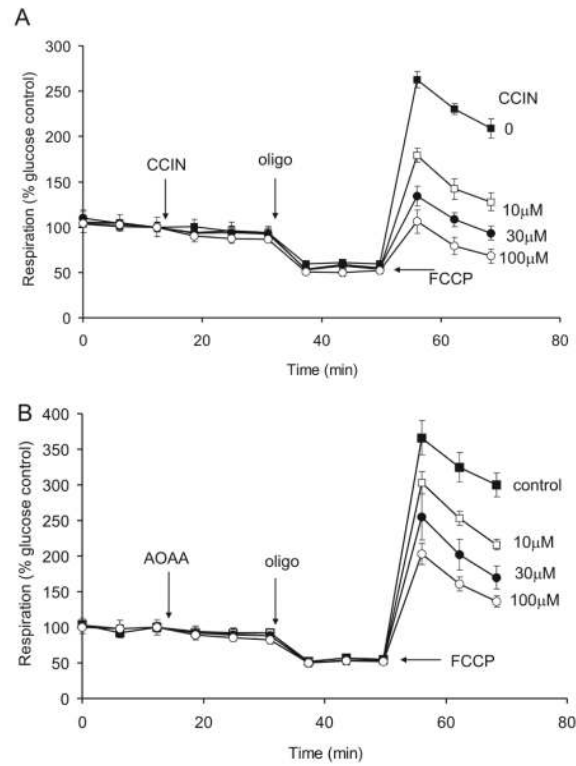 A
300
250
200
150
100
50
0
Respiration (% glucose control)
CCIN
oligo
FCCP
CCIN
0
10μM
30μM
100μM
0 20 40 60 80
Time (min)
B
400
350
300
250
200
150
100
50
0
Respiration (% glucose control)
AOAA
oligo
FCCP
control
10μM
30μM
100μM
0 20 40 60 80
Time (min)